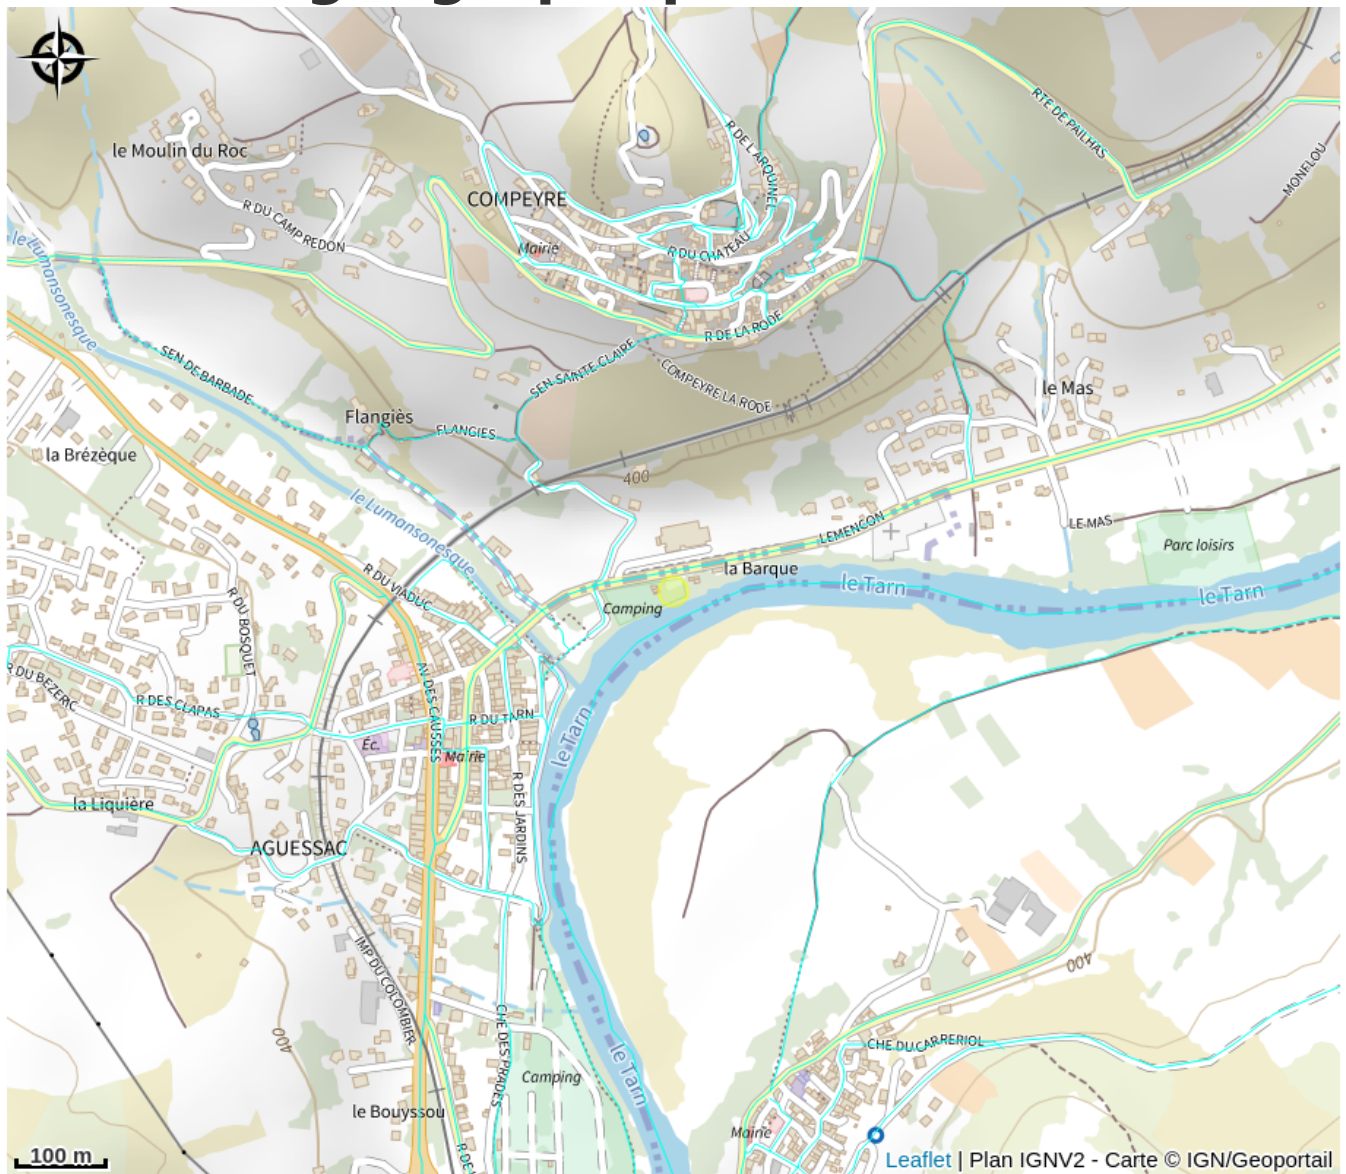 RTE DE PAILHAS
R DE L'ARQUINEL
le Moulin du Roc
MONFLOU
COMPEYRE
R DU CAMPREDON
Mairie
R DU CHATEAU
le Lumansonesque
R DE LA RODE
SEN DE BARBADE
SEN SAINTE CLAIRE
COMPEYRE LA RODE
le Mas
Flangiès
FLANGIES
la Brézèque
400
le Lumansonesque
LEMENCON
LE MAS
Parc loisirs
R DU VIADUC
la Barque
le Tarn
le Tarn
Camping
R DU BOSQUET
R DU BEZERIC
R DES CLAPAS
AV DES CAUSSES
R DU TARN
le Tarn
Éc.
Mairie
R DES JARDINS
la Liquière
AGUESSAC
IMP DU COLOMBIER
400
400
CHE DES PRADES
CHE DU CARRERIOL
le Tarn
Camping
le Bouyssou
Mairie
100 m
Leaflet | Plan IGNV2 - Carte © IGN/Geoportail